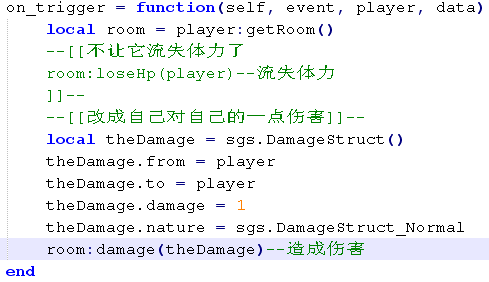 on_trigger = function(self, event, player, data)
    local room = player:getRoom()
    --[[不让它流失体力了
    room:loseHp(player)--流失体力
    ]]--
    --[[改成自己对自己的一点伤害]]--
    local theDamage = sgs.DamageStruct()
    theDamage.from = player
    theDamage.to = player
    theDamage.damage = 1
    theDamage.nature = sgs.DamageStruct_Normal
    room:damage(theDamage)--造成伤害
end